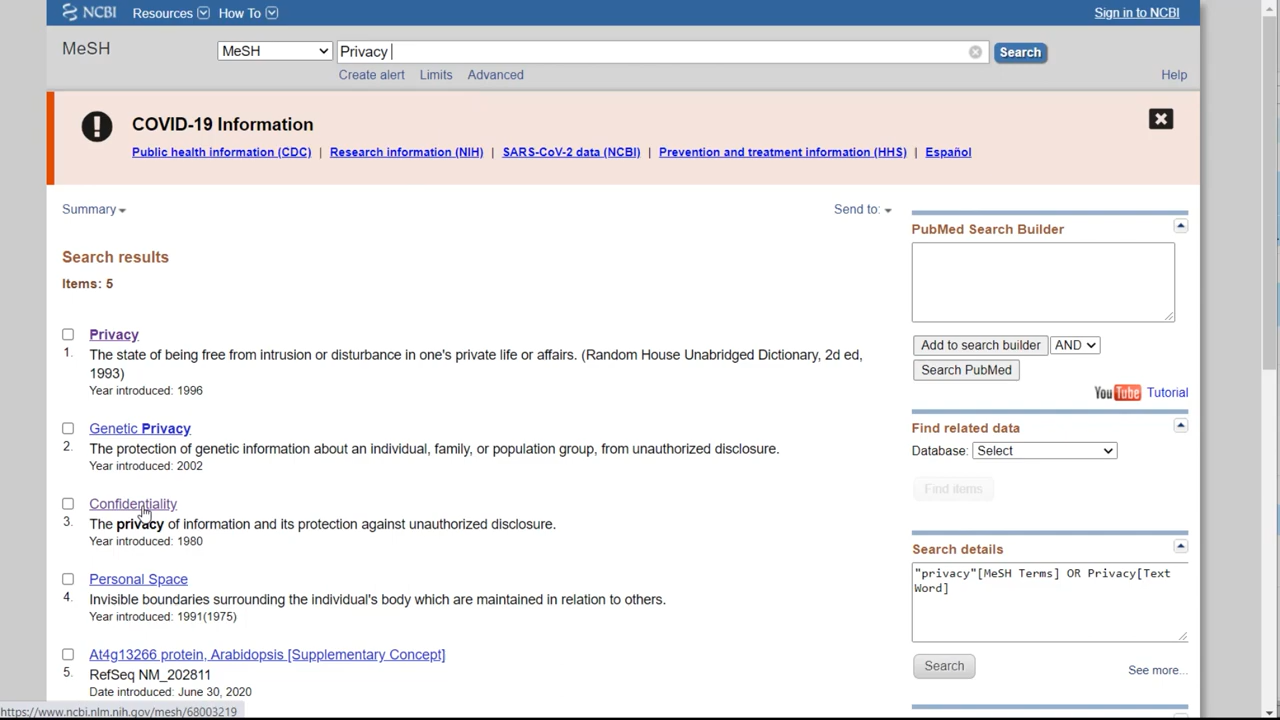 NCBI Resources How To Sign in to NCBI
MeSH MeSH Privacy Search
Create alert Limits Advanced Help
COVID-19 Information
Public health information (CDC) | Research information (NIH) | SARS-CoV-2 data (NCBI) | Prevention and treatment information (HHS) | Español
Summary Send to:
Search results
Items: 5
Privacy
1. The state of being free from intrusion or disturbance in one's private life or affairs. (Random House Unabridged Dictionary, 2d ed,
1993)
Year introduced: 1996
Genetic Privacy
2. The protection of genetic information about an individual, family, or population group, from unauthorized disclosure.
Year introduced: 2002
Confidentiality
3. The privacy of information and its protection against unauthorized disclosure.
Year introduced: 1980
Personal Space
4. Invisible boundaries surrounding the individual's body which are maintained in relation to others.
Year introduced: 1991(1975)
At4g13266 protein, Arabidopsis [Supplementary Concept]
5. RefSeq NM_202811
Date introduced: June 30, 2020
PubMed Search Builder
Add to search builder AND
Search PubMed
YouTube Tutorial
Find related data
Database: Select
Find items
Search details
"privacy"[MeSH Terms] OR Privacy[Text
Word]
Search See more...
https://www.ncbi.nlm.nih.gov/mesh/68003219